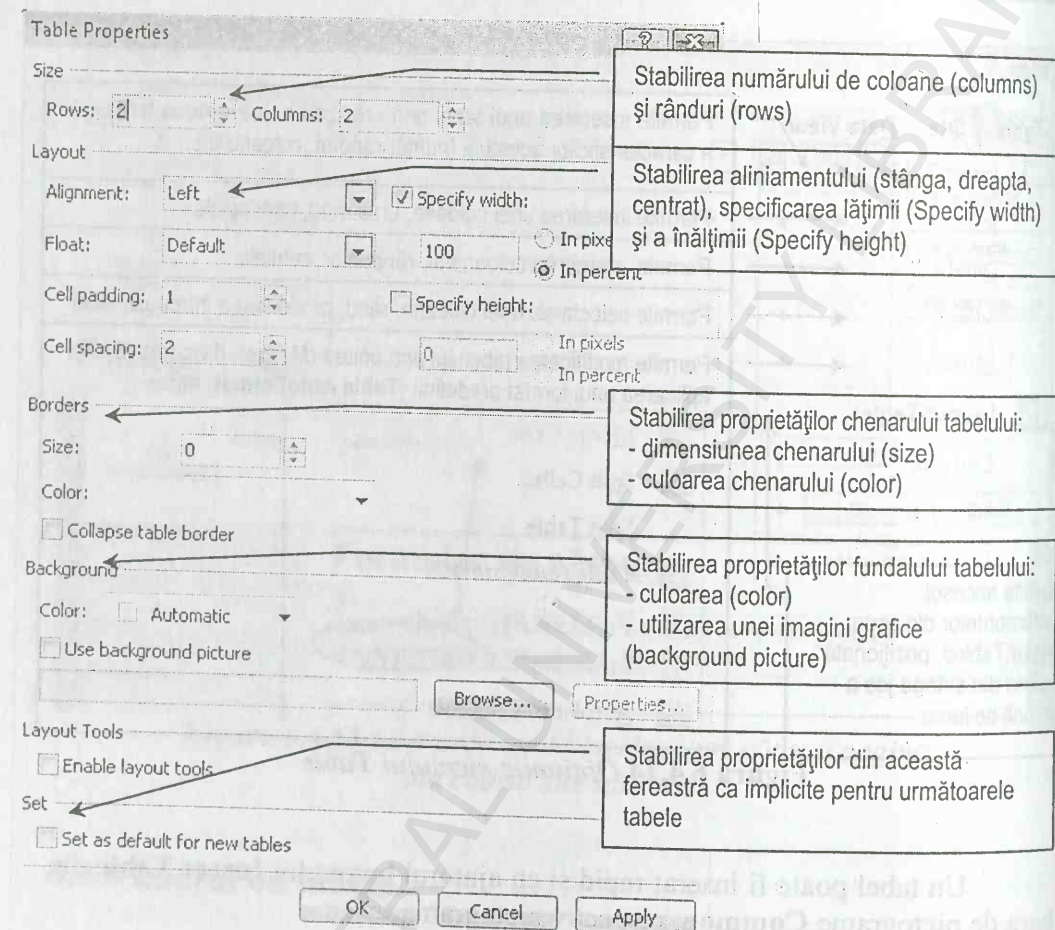 Table Properties
Size
Rows: 2 Columns: 2
Stabilirea numărului de coloane (columns)
şi rânduri (rows)
Layout
Alignment: Left Specify width:
Float: Default 100 In pixe
In percent
Stabilirea aliniamentului (stânga, dreapta,
centrat), specificarea lăţimii (Specify width)
şi a înălţimii (Specify height)
Cell padding: 1 Specify height:
Cell spacing: 2 0 In pixels
In percent
Borders
Size: 0
Color:
Collapse table border
Stabilirea proprietăţilor chenarului tabelului:
- dimensiunea chenarului (size)
- culoarea chenarului (color)
Background
Color: Automatic
Use background picture
Browse... Properties...
Stabilirea proprietăţilor fundalului tabelului:
- culoarea (color)
- utilizarea unei imagini grafice
(background picture)
Layout Tools
Enable layout tools
Set
Set as default for new tables
Stabilirea proprietăţilor din această
fereastră ca implicite pentru următoarele
tabele
OK Cancel Apply